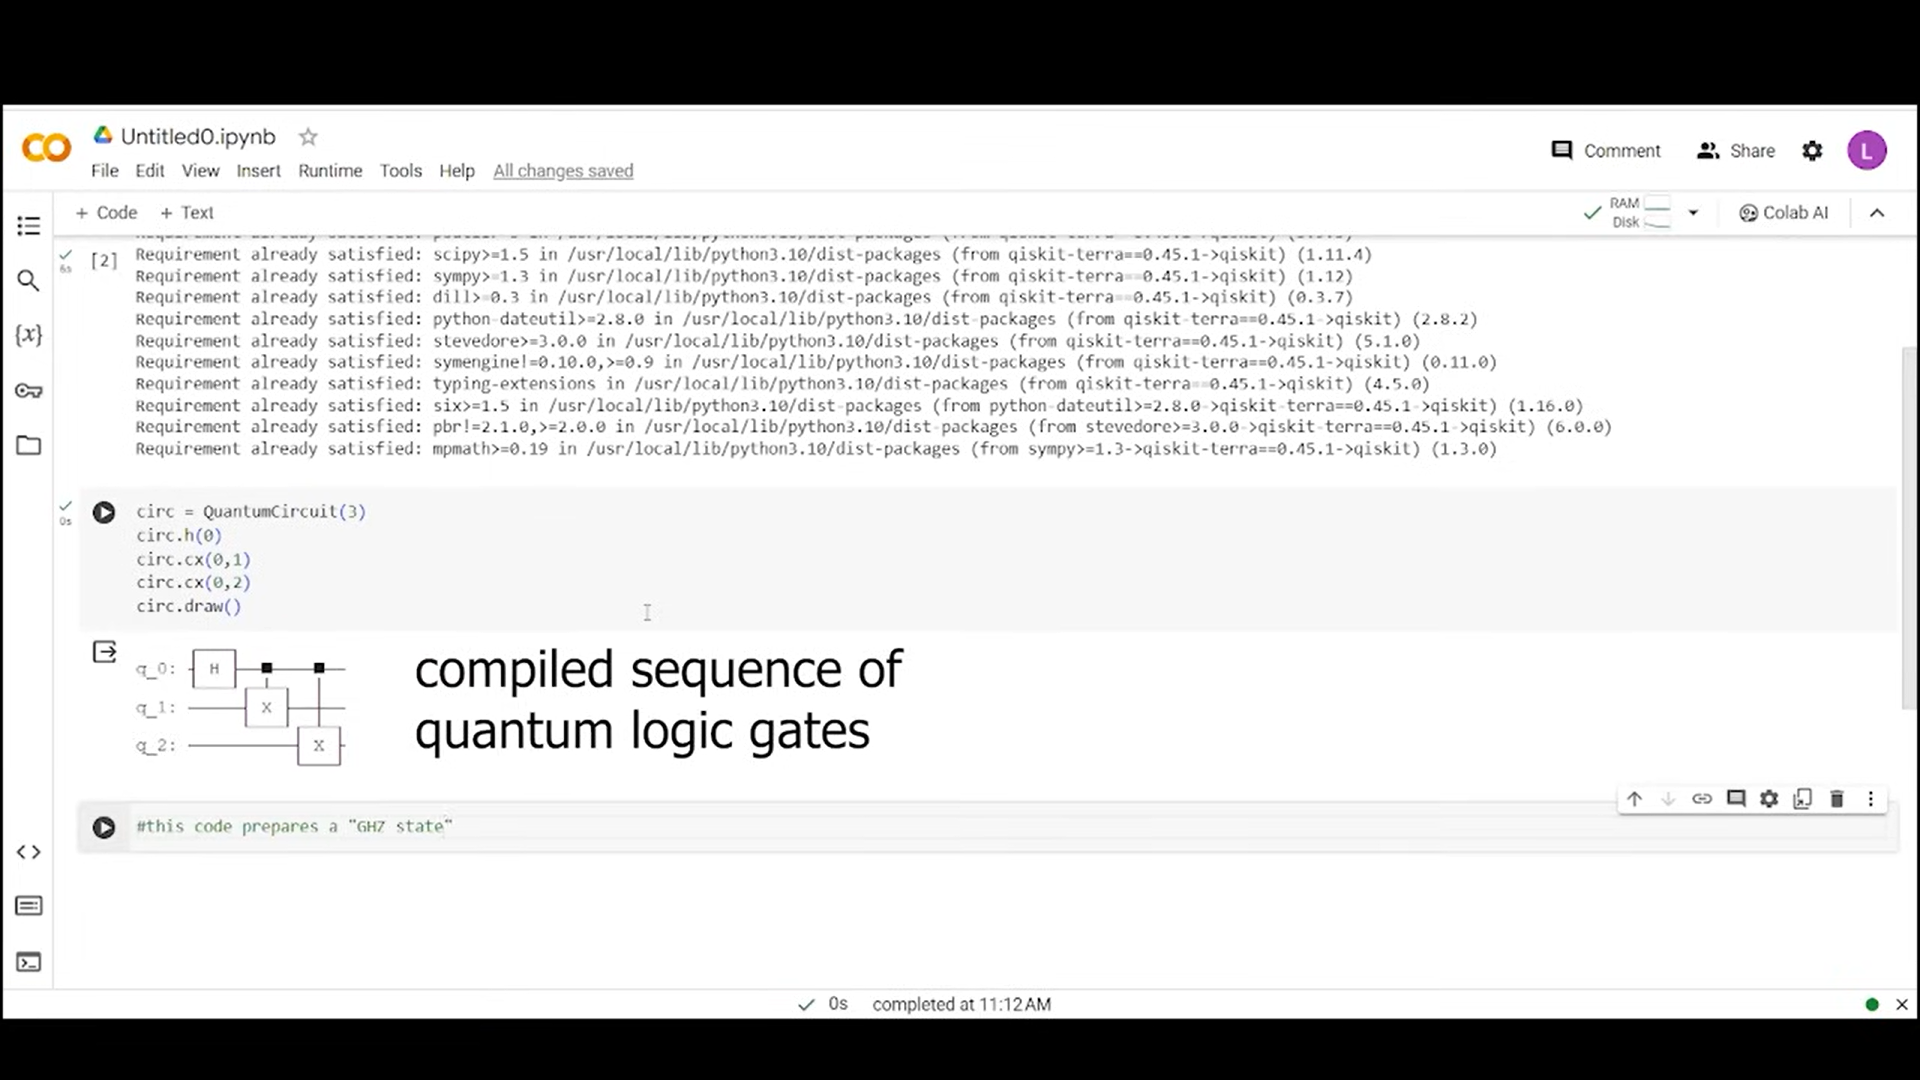 Untitled0.ipynb
File Edit View Insert Runtime Tools Help All changes saved
Comment Share L
+ Code + Text
RAM
Disk
Colab AI
[2]
6s
Requirement already satisfied: scipy>=1.5 in /usr/local/lib/python3.10/dist-packages (from qiskit-terra==0.45.1->qiskit) (1.11.4)
Requirement already satisfied: sympy>=1.3 in /usr/local/lib/python3.10/dist-packages (from qiskit-terra==0.45.1->qiskit) (1.12)
Requirement already satisfied: dill>=0.3 in /usr/local/lib/python3.10/dist-packages (from qiskit-terra==0.45.1->qiskit) (0.3.7)
Requirement already satisfied: python-dateutil>=2.8.0 in /usr/local/lib/python3.10/dist-packages (from qiskit-terra==0.45.1->qiskit) (2.8.2)
Requirement already satisfied: stevedore>=3.0.0 in /usr/local/lib/python3.10/dist-packages (from qiskit-terra==0.45.1->qiskit) (5.1.0)
Requirement already satisfied: symengine!=0.10.0,>=0.9 in /usr/local/lib/python3.10/dist-packages (from qiskit-terra==0.45.1->qiskit) (0.11.0)
Requirement already satisfied: typing-extensions in /usr/local/lib/python3.10/dist-packages (from qiskit-terra==0.45.1->qiskit) (4.5.0)
Requirement already satisfied: six>=1.5 in /usr/local/lib/python3.10/dist-packages (from python-dateutil>=2.8.0->qiskit-terra==0.45.1->qiskit) (1.16.0)
Requirement already satisfied: pbr!=2.1.0,>=2.0.0 in /usr/local/lib/python3.10/dist-packages (from stevedore>=3.0.0->qiskit-terra==0.45.1->qiskit) (6.0.0)
Requirement already satisfied: mpmath>=0.19 in /usr/local/lib/python3.10/dist-packages (from sympy>=1.3->qiskit-terra==0.45.1->qiskit) (1.3.0)
0s
circ = QuantumCircuit(3)
circ.h(0)
circ.cx(0,1)
circ.cx(0,2)
circ.draw()
q_0: H
q_1: X
q_2: X
compiled sequence of
quantum logic gates
#this code prepares a "GHZ state"
0s completed at 11:12 AM